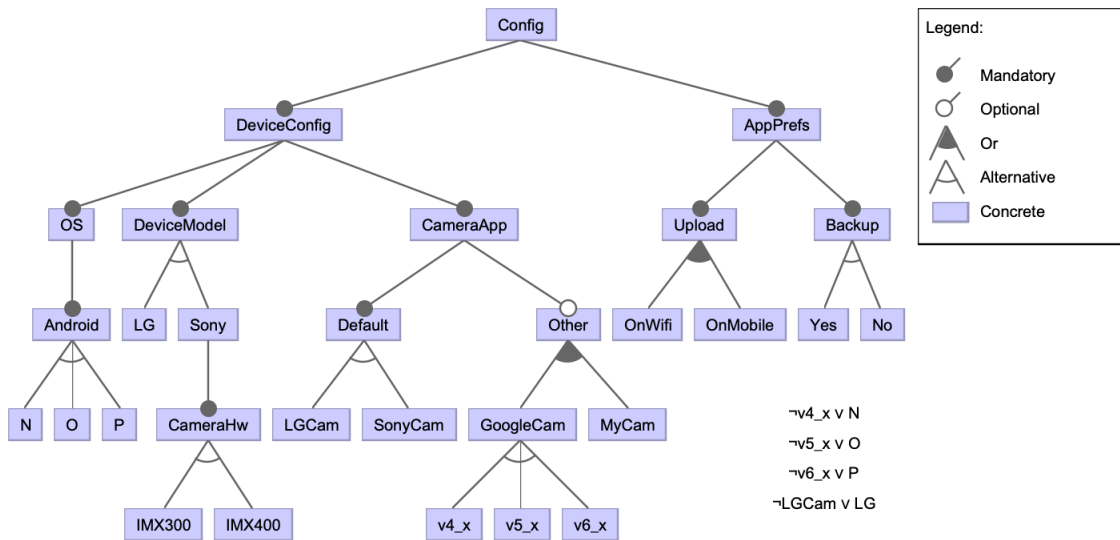 Config
Legend:
Mandatory
Optional
Or
Alternative
Concrete
DeviceConfig
AppPrefs
OS
DeviceModel
CameraApp
Upload
Backup
Android
LG
Sony
Default
Other
OnWifi
OnMobile
Yes
No
N
O
P
CameraHw
LGCam
SonyCam
GoogleCam
MyCam
IMX300
IMX400
v4_x
v5_x
v6_x
¬v4_x ∨ N
¬v5_x ∨ O
¬v6_x ∨ P
¬LGCam ∨ LG